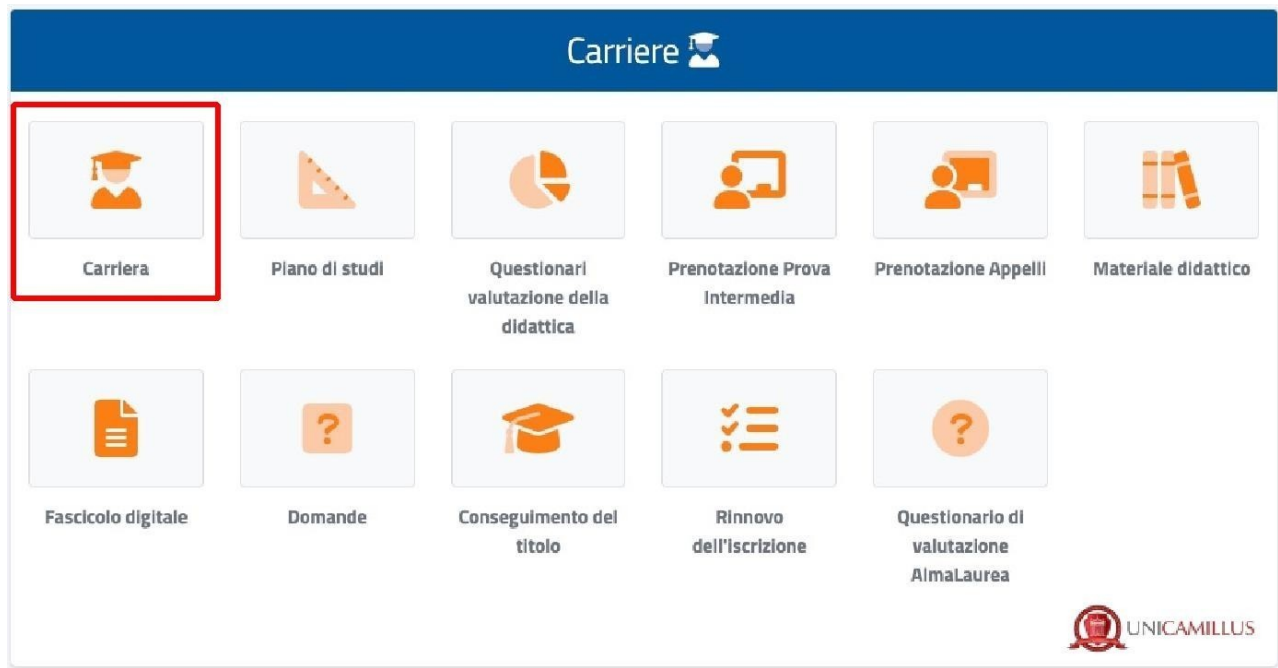 Carriere
Carriera
Piano di studi
Questionari
valutazione della
didattica
Prenotazione Prova
Intermedia
Prenotazione Appelli
Materiale didattico
Fascicolo digitale
?
Domande
Conseguimento del
titolo
Rinnovo
dell'iscrizione
?
Questionario di
valutazione
AlmaLaurea
UNICAMILLUS